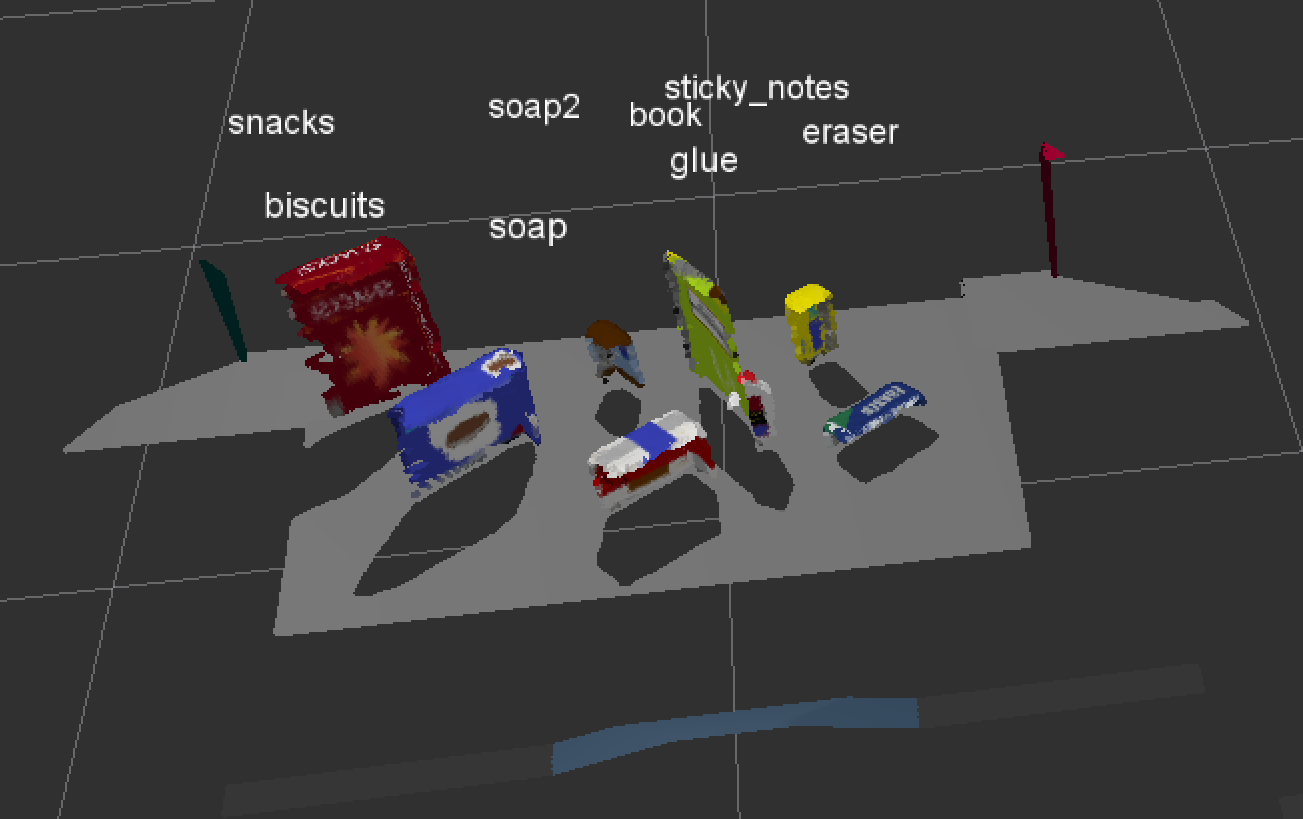 sticky_notes
soap2
book
snacks
eraser
glue
biscuits
soap